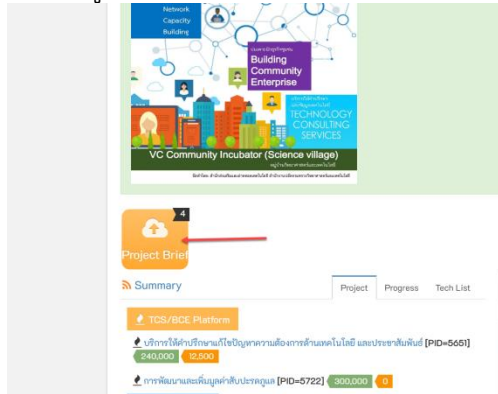 Network
Capacity
Building
Building
Community
Enterprise
TECHNOLOGY
CONSULTING
SERVICES
VC Community Incubator (Science village)
4
Project Brief
Summary
Project Progress Tech List
TCS/BCE Platform
บริการให้คำปรึกษาแก้ไขปัญหาความต้องการด้านเทคโนโลยี และประชาสัมพันธ์ [PID=5651]
240,000 12,500
การพัฒนาและเพิ่มมูลค่าสับปะรดภูแล [PID=5722] 300,000 0